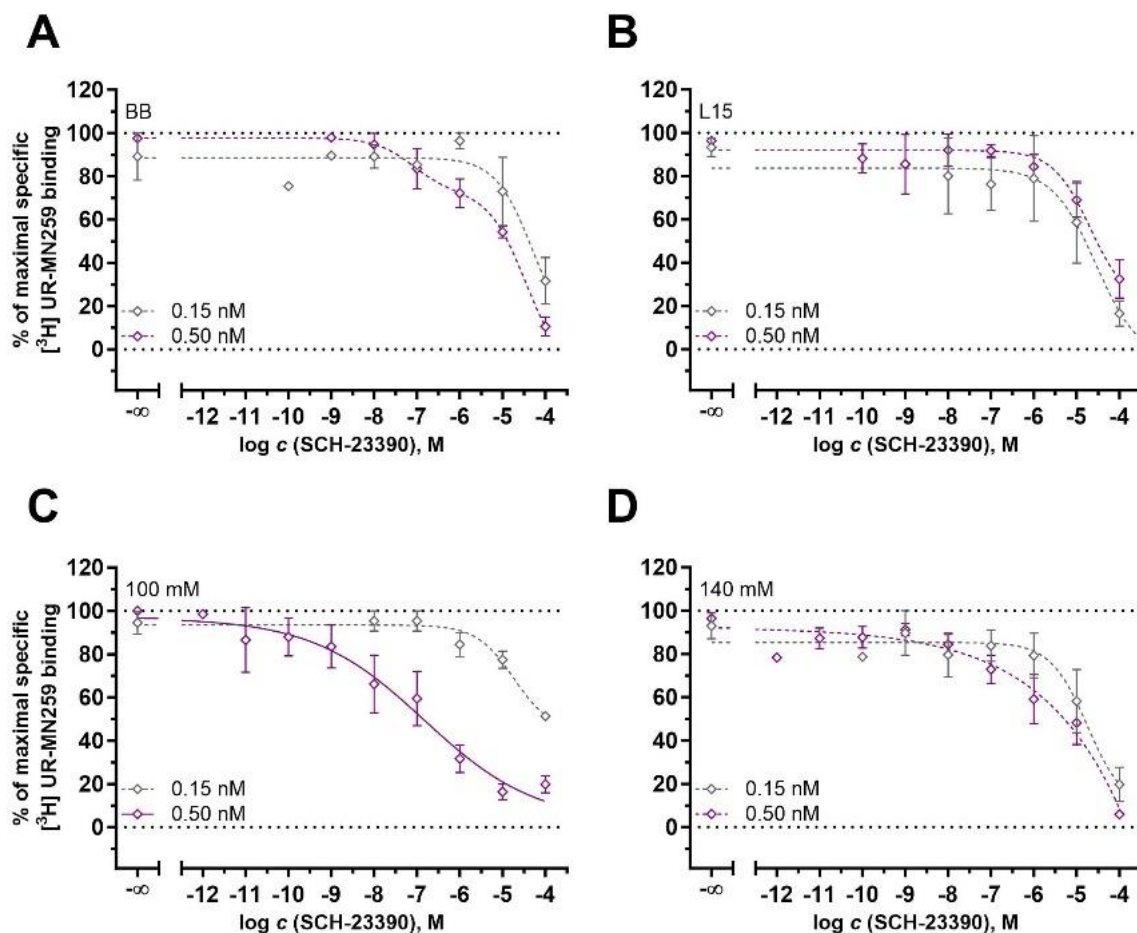 A
BB
120
100
80
60
40
20
0
% of maximal specific
[³H] UR-MN259 binding
0.15 nM
0.50 nM
-∞ -12 -11 -10 -9 -8 -7 -6 -5 -4
log c (SCH-23390), M
B
L15
120
100
80
60
40
20
0
0.15 nM
0.50 nM
-∞ -12 -11 -10 -9 -8 -7 -6 -5 -4
log c (SCH-23390), M
C
100 mM
120
100
80
60
40
20
0
% of maximal specific
[³H] UR-MN259 binding
0.15 nM
0.50 nM
-∞ -12 -11 -10 -9 -8 -7 -6 -5 -4
log c (SCH-23390), M
D
140 mM
120
100
80
60
40
20
0
0.15 nM
0.50 nM
-∞ -12 -11 -10 -9 -8 -7 -6 -5 -4
log c (SCH-23390), M